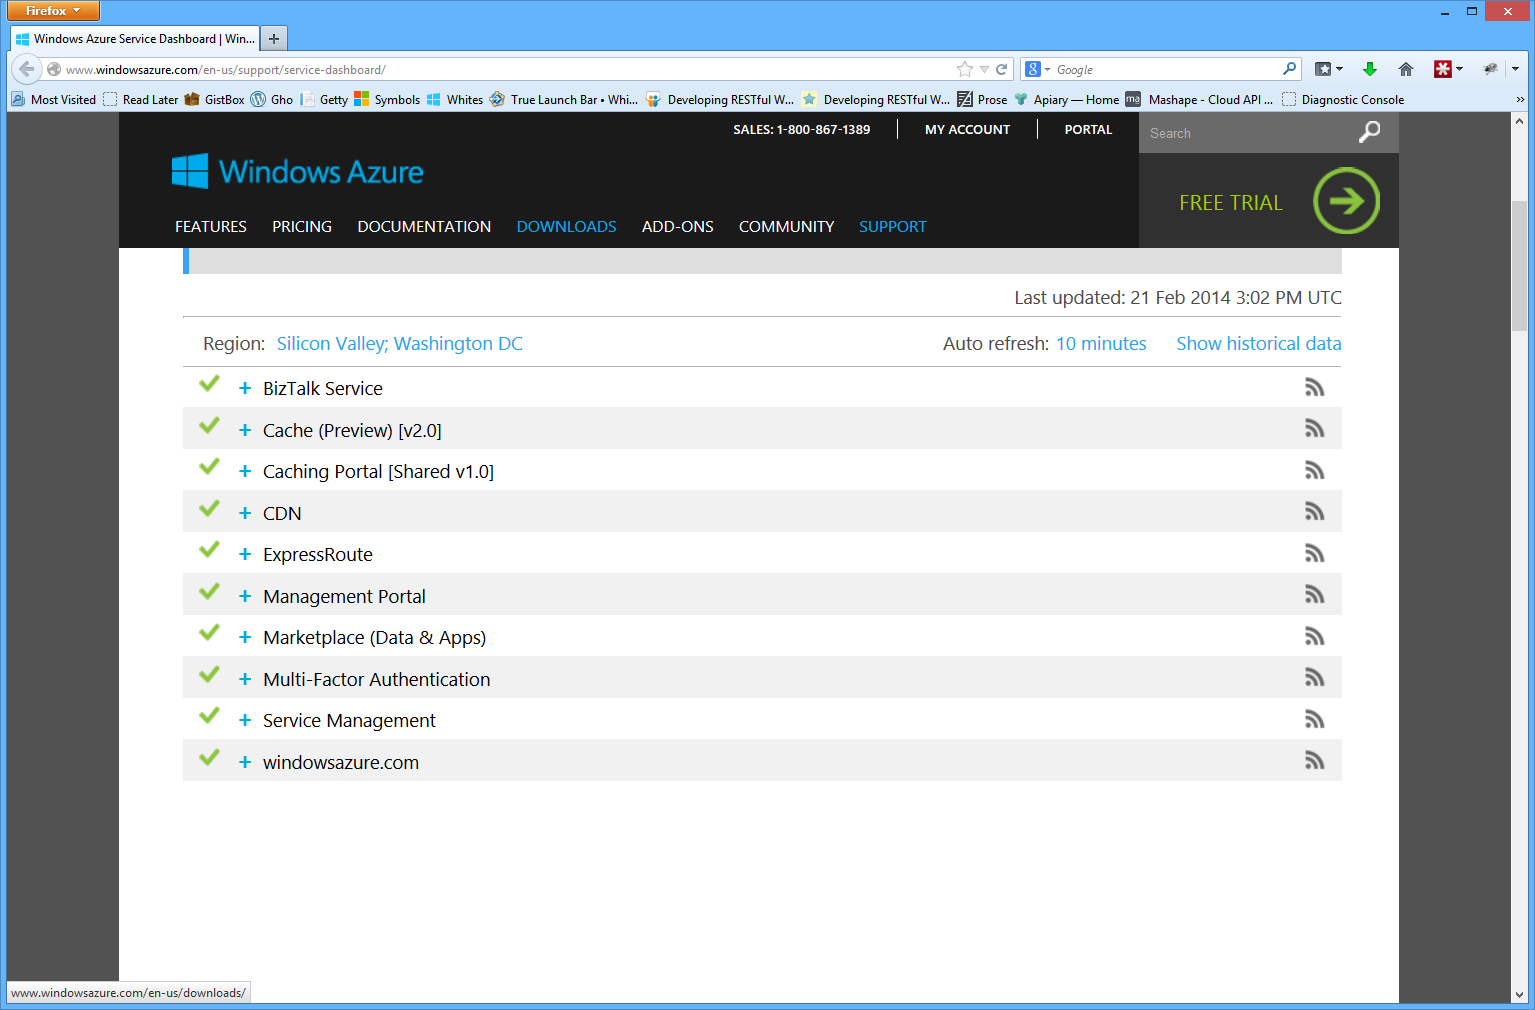 Firefox
Windows Azure Service Dashboard | Win...
www.windowsazure.com/en-us/support/service-dashboard/
Google
Most Visited Read Later GistBox Gho Getty Symbols Whites True Launch Bar • Whi... Developing RESTful W... Developing RESTful W... Prose Apiary — Home ma Mashape - Cloud API ... Diagnostic Console »
SALES: 1-800-867-1389 MY ACCOUNT PORTAL Search
Windows Azure
FREE TRIAL
FEATURES PRICING DOCUMENTATION DOWNLOADS ADD-ONS COMMUNITY SUPPORT
Last updated: 21 Feb 2014 3:02 PM UTC
Region: Silicon Valley; Washington DC Auto refresh: 10 minutes Show historical data
+ BizTalk Service
+ Cache (Preview) [v2.0]
+ Caching Portal [Shared v1.0]
+ CDN
+ ExpressRoute
+ Management Portal
+ Marketplace (Data & Apps)
+ Multi-Factor Authentication
+ Service Management
+ windowsazure.com
www.windowsazure.com/en-us/downloads/